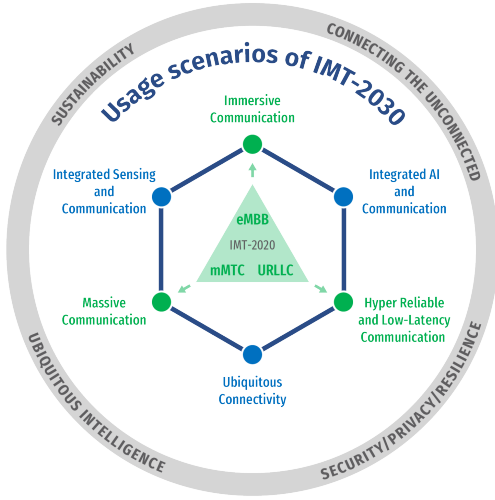 CONNECTING THE UNCONNECTED
SUSTAINABILITY
Usage scenarios of IMT-2030
Immersive
Communication
Integrated Sensing
and
Communication
Integrated AI
and
Communication
eMBB
IMT-2020
mMTC URLLC
Massive
Communication
Hyper Reliable
and Low-Latency
Communication
Ubiquitous
Connectivity
UBIQUITOUS INTELLIGENCE
SECURITY/PRIVACY/RESILIENCE